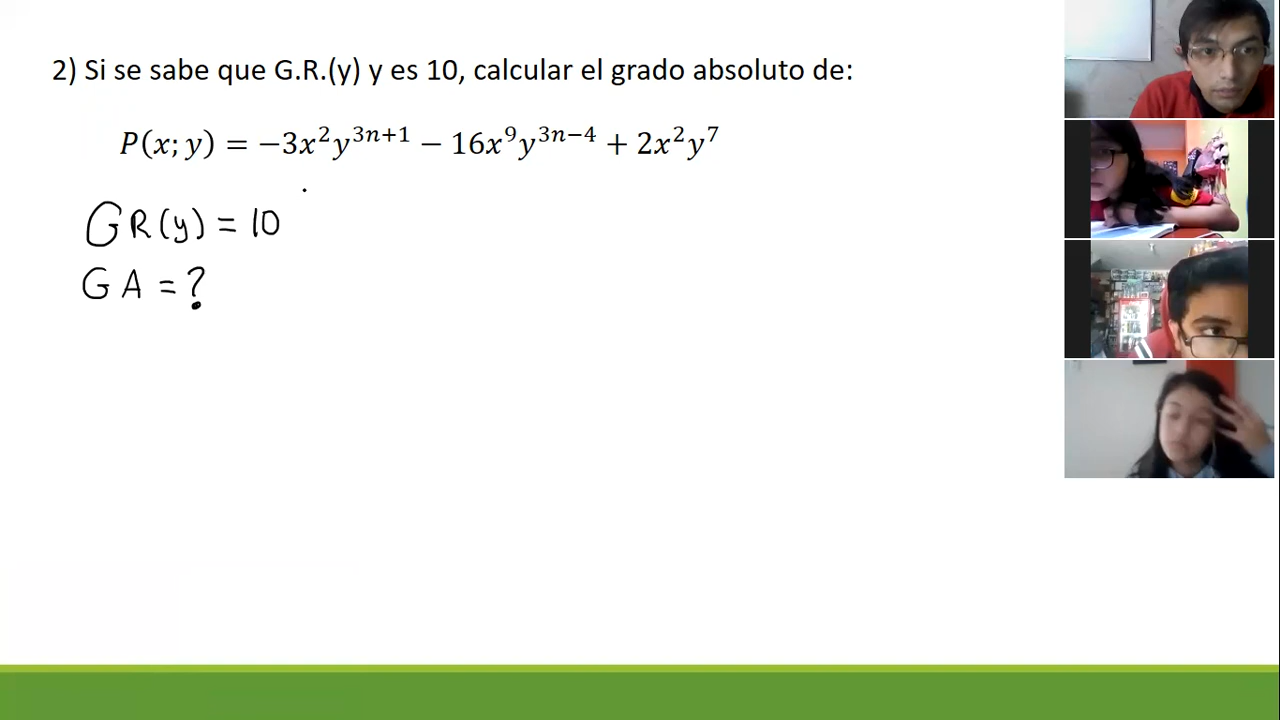 2) Si se sabe que G.R.(y) y es 10, calcular el grado absoluto de:
P(x; y) = −3x²y³ⁿ⁺¹ − 16x⁹y³ⁿ⁻⁴ + 2x²y⁷
GR(y) = 10
GA = ?